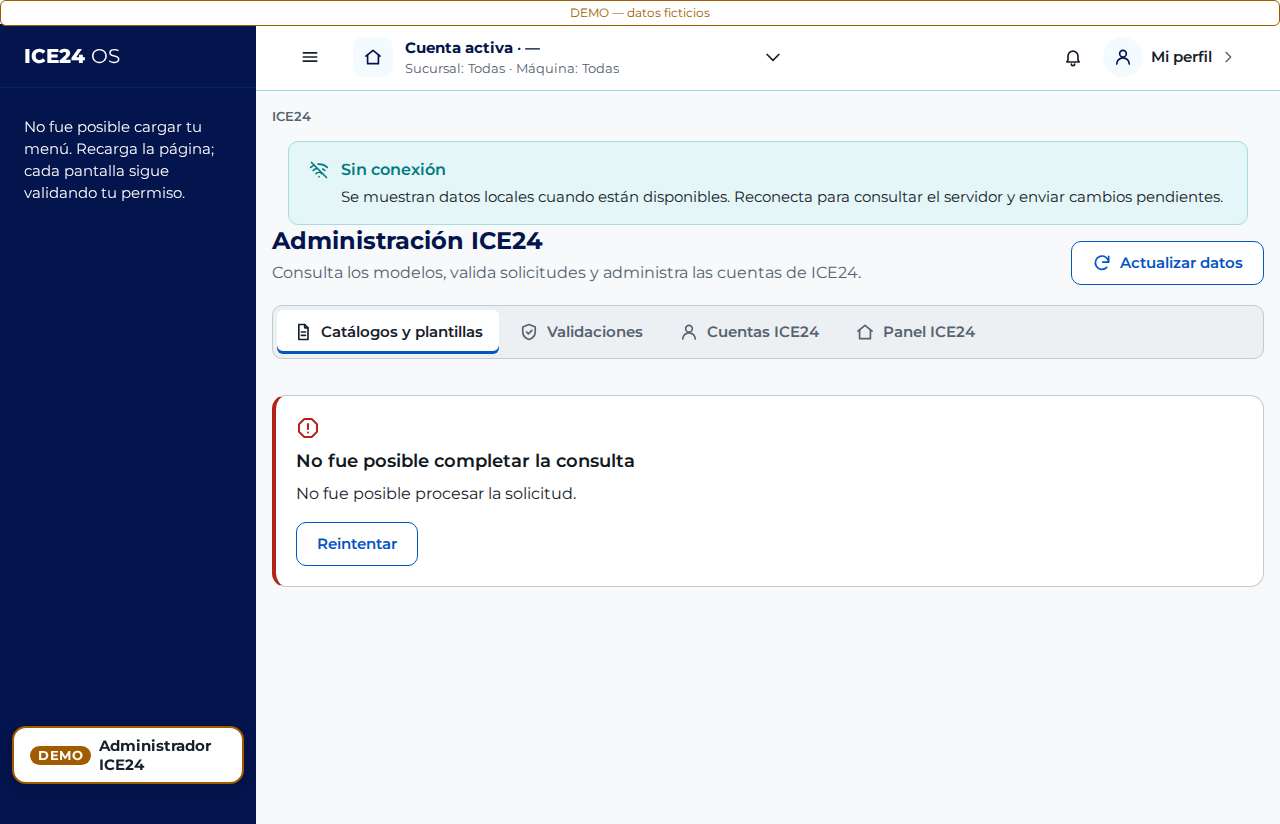 DEMO — datos ficticios
ICE24 OS
Cuenta activa · —
Sucursal: Todas · Máquina: Todas
Mi perfil
No fue posible cargar tu
menú. Recarga la página;
cada pantalla sigue
validando tu permiso.
ICE24
Sin conexión
Se muestran datos locales cuando están disponibles. Reconecta para consultar el servidor y enviar cambios pendientes.
Administración ICE24
Consulta los modelos, valida solicitudes y administra las cuentas de ICE24.
Actualizar datos
Catálogos y plantillas
Validaciones
Cuentas ICE24
Panel ICE24
No fue posible completar la consulta
No fue posible procesar la solicitud.
Reintentar
DEMO
Administrador
ICE24